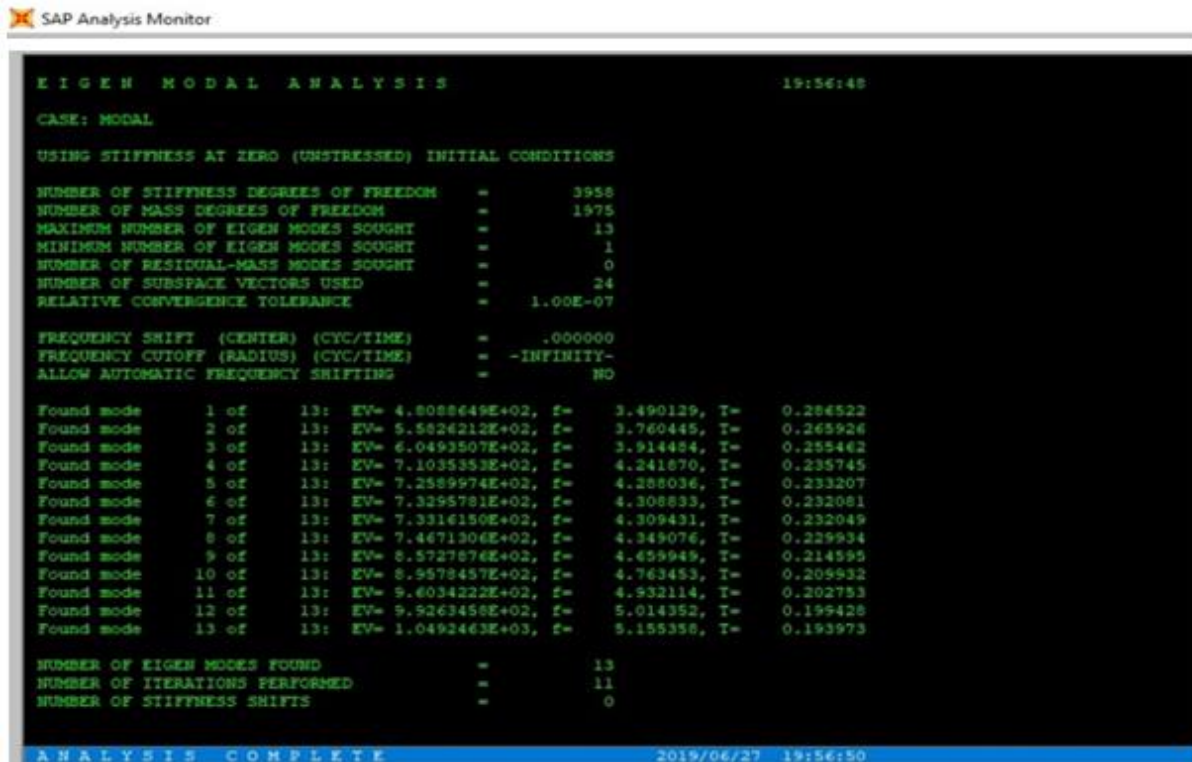 SAP Analysis Monitor
E I G E N   M O D A L   A N A L Y S I S   19:56:48
CASE: MODAL
USING STIFFNESS AT ZERO (UNSTRESSED) INITIAL CONDITIONS
NUMBER OF STIFFNESS DEGREES OF FREEDOM = 3958
NUMBER OF MASS DEGREES OF FREEDOM = 1975
MAXIMUM NUMBER OF EIGEN MODES SOUGHT = 13
MINIMUM NUMBER OF EIGEN MODES SOUGHT = 1
NUMBER OF RESIDUAL-MASS MODES SOUGHT = 0
NUMBER OF SUBSPACE VECTORS USED = 24
RELATIVE CONVERGENCE TOLERANCE = 1.00E-07
FREQUENCY SHIFT (CENTER) (CYC/TIME) = .000000
FREQUENCY CUTOFF (RADIUS) (CYC/TIME) = -INFINITY-
ALLOW AUTOMATIC FREQUENCY SHIFTING = NO
Found mode 1 of 13: EV= 4.8088649E+02, f= 3.490129, T= 0.286522
Found mode 2 of 13: EV= 5.5826212E+02, f= 3.760445, T= 0.265926
Found mode 3 of 13: EV= 6.0493507E+02, f= 3.914484, T= 0.255462
Found mode 4 of 13: EV= 7.1035353E+02, f= 4.241870, T= 0.235745
Found mode 5 of 13: EV= 7.2589974E+02, f= 4.288036, T= 0.233207
Found mode 6 of 13: EV= 7.3295781E+02, f= 4.308833, T= 0.232081
Found mode 7 of 13: EV= 7.3316150E+02, f= 4.309431, T= 0.232049
Found mode 8 of 13: EV= 7.4671306E+02, f= 4.349076, T= 0.229934
Found mode 9 of 13: EV= 8.5727876E+02, f= 4.659949, T= 0.214595
Found mode 10 of 13: EV= 8.9578457E+02, f= 4.763453, T= 0.209932
Found mode 11 of 13: EV= 9.6034222E+02, f= 4.932114, T= 0.202753
Found mode 12 of 13: EV= 9.9263458E+02, f= 5.014352, T= 0.199428
Found mode 13 of 13: EV= 1.0492463E+03, f= 5.155358, T= 0.193973
NUMBER OF EIGEN MODES FOUND = 13
NUMBER OF ITERATIONS PERFORMED = 11
NUMBER OF STIFFNESS SHIFTS = 0
A N A L Y S I S   C O M P L E T E   2019/06/27 19:56:50